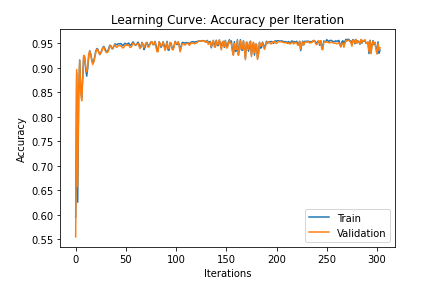 Learning Curve: Accuracy per Iteration
0.95
0.90
0.85
0.80
0.75
0.70
0.65
0.60
0.55
Accuracy
Train
Validation
0 50 100 150 200 250 300
Iterations